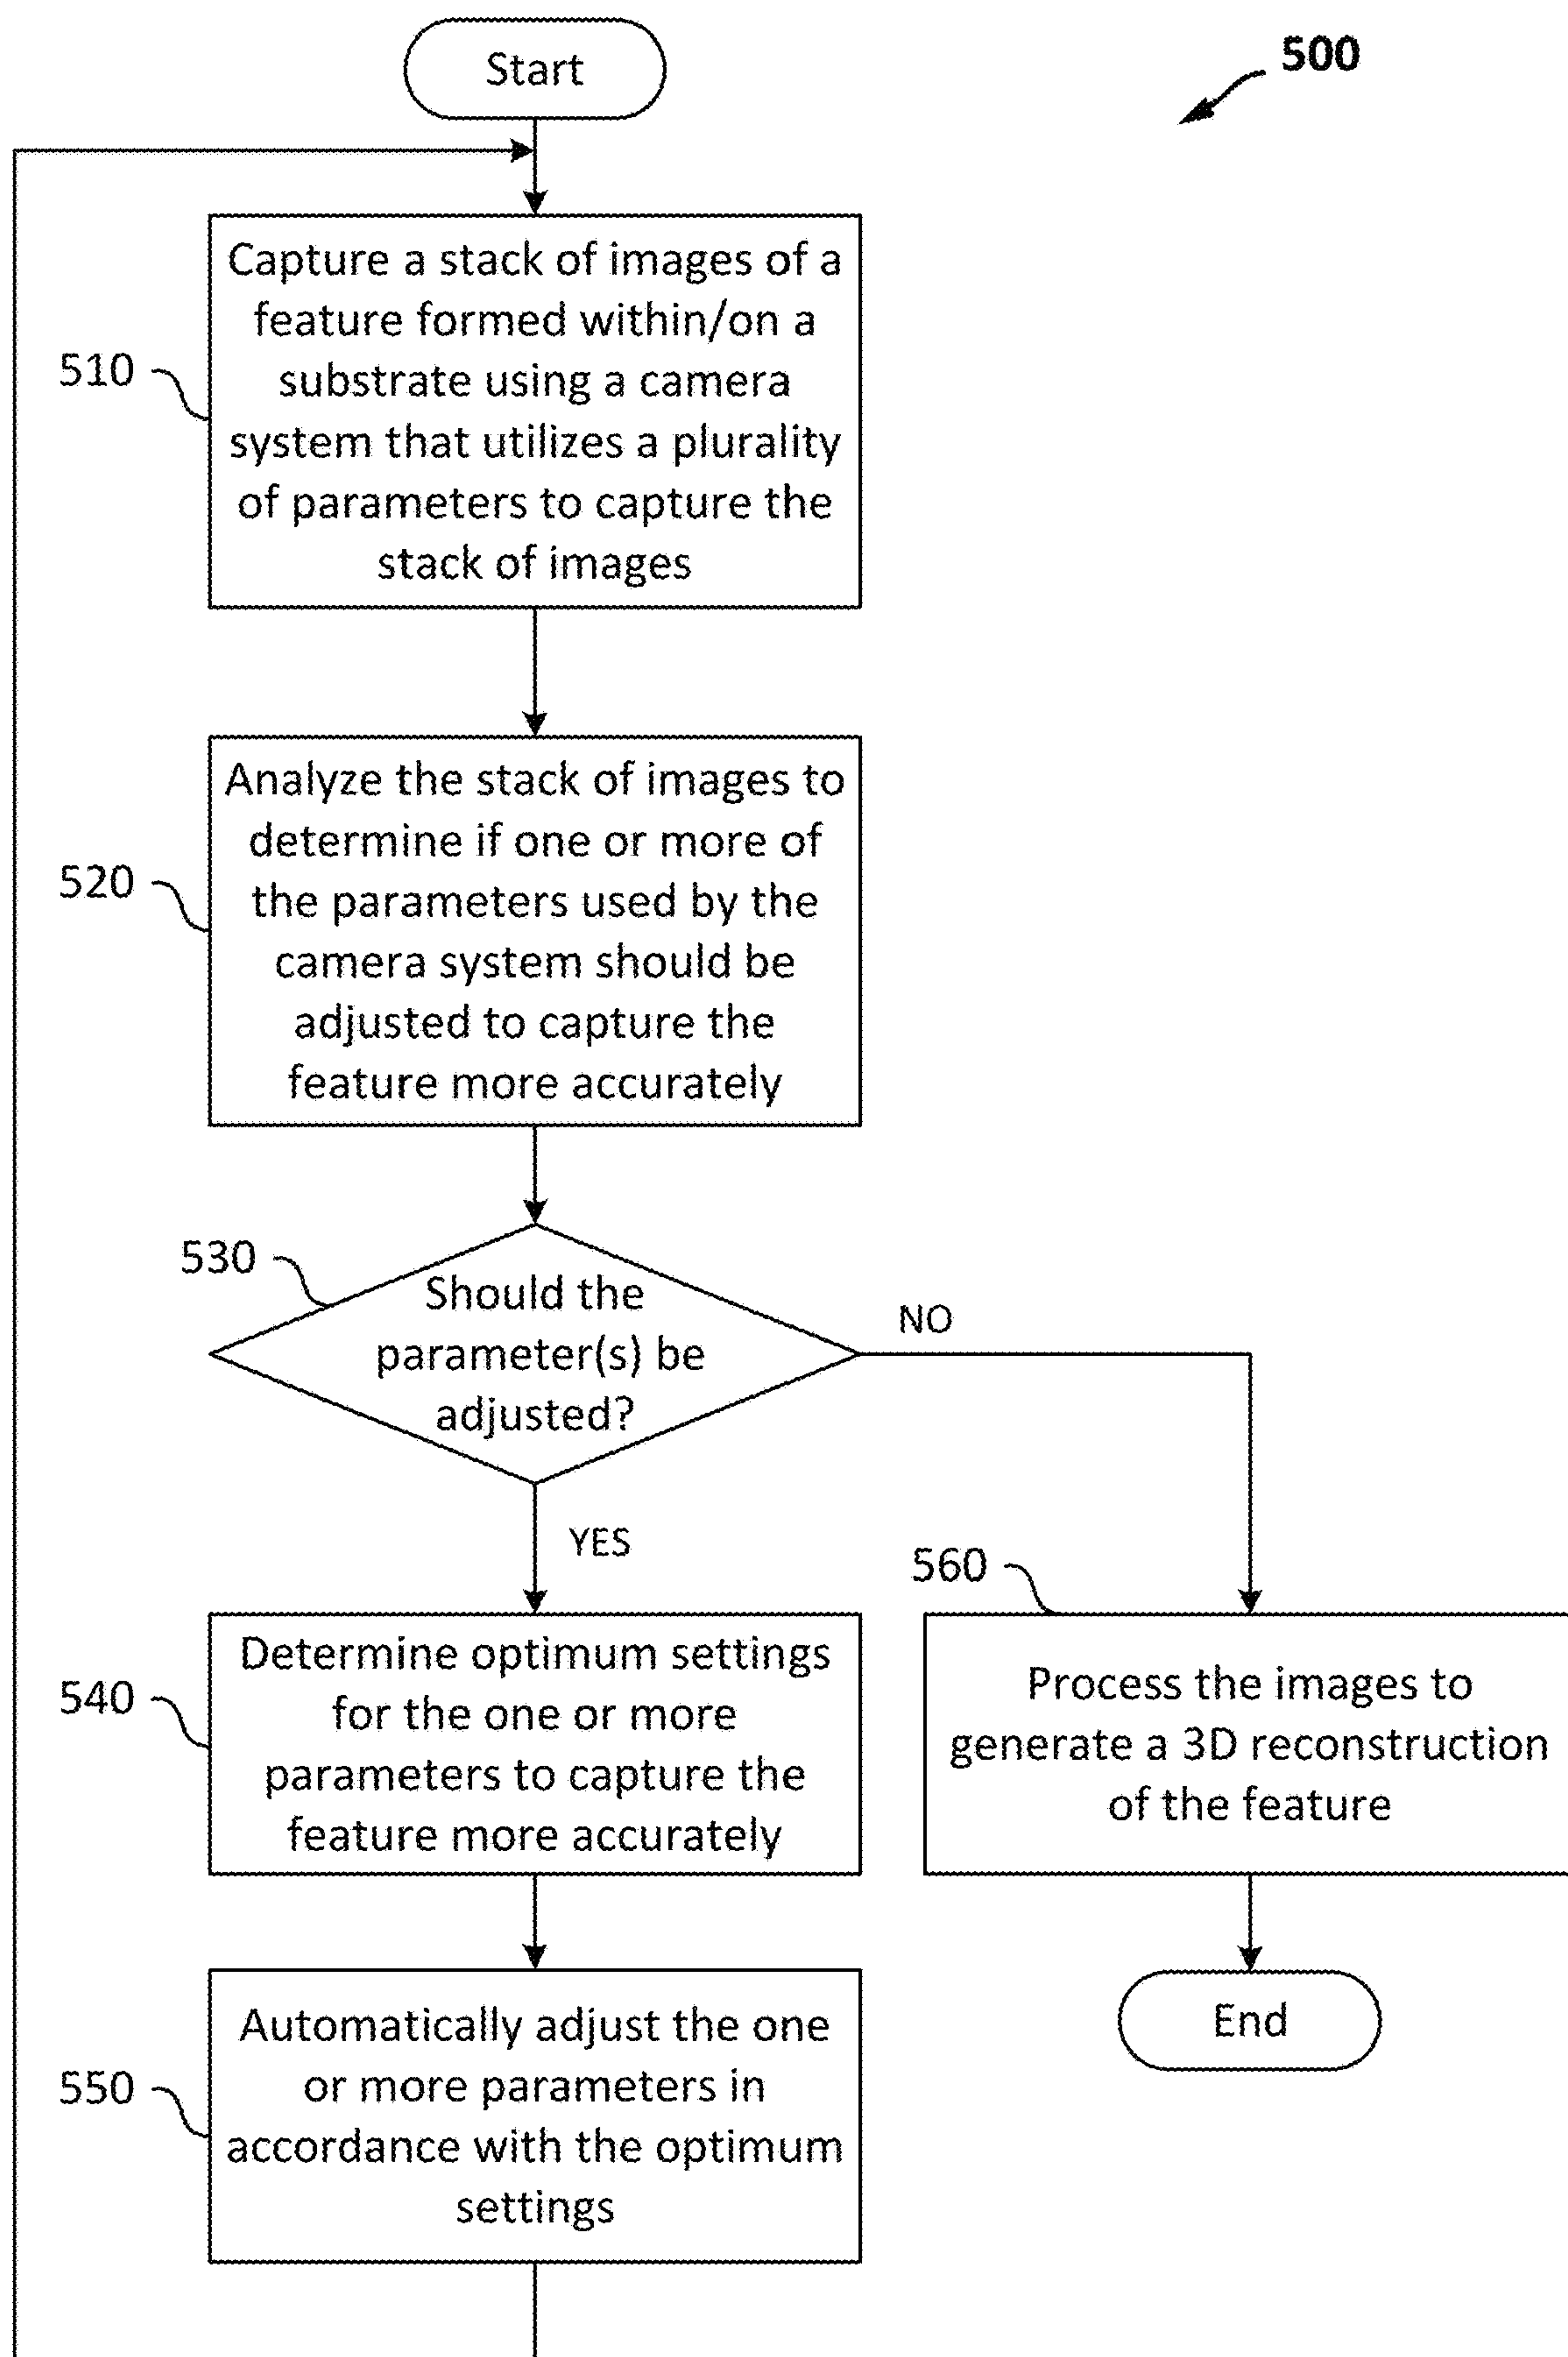 Start
500
510
Capture a stack of images of a
feature formed within/on a
substrate using a camera
system that utilizes a plurality
of parameters to capture the
stack of images
520
Analyze the stack of images to
determine if one or more of
the parameters used by the
camera system should be
adjusted to capture the
feature more accurately
530
Should the
parameter(s) be
adjusted?
NO
YES
540
Determine optimum settings
for the one or more
parameters to capture the
feature more accurately
560
Process the images to
generate a 3D reconstruction
of the feature
550
Automatically adjust the one
or more parameters in
accordance with the optimum
settings
End